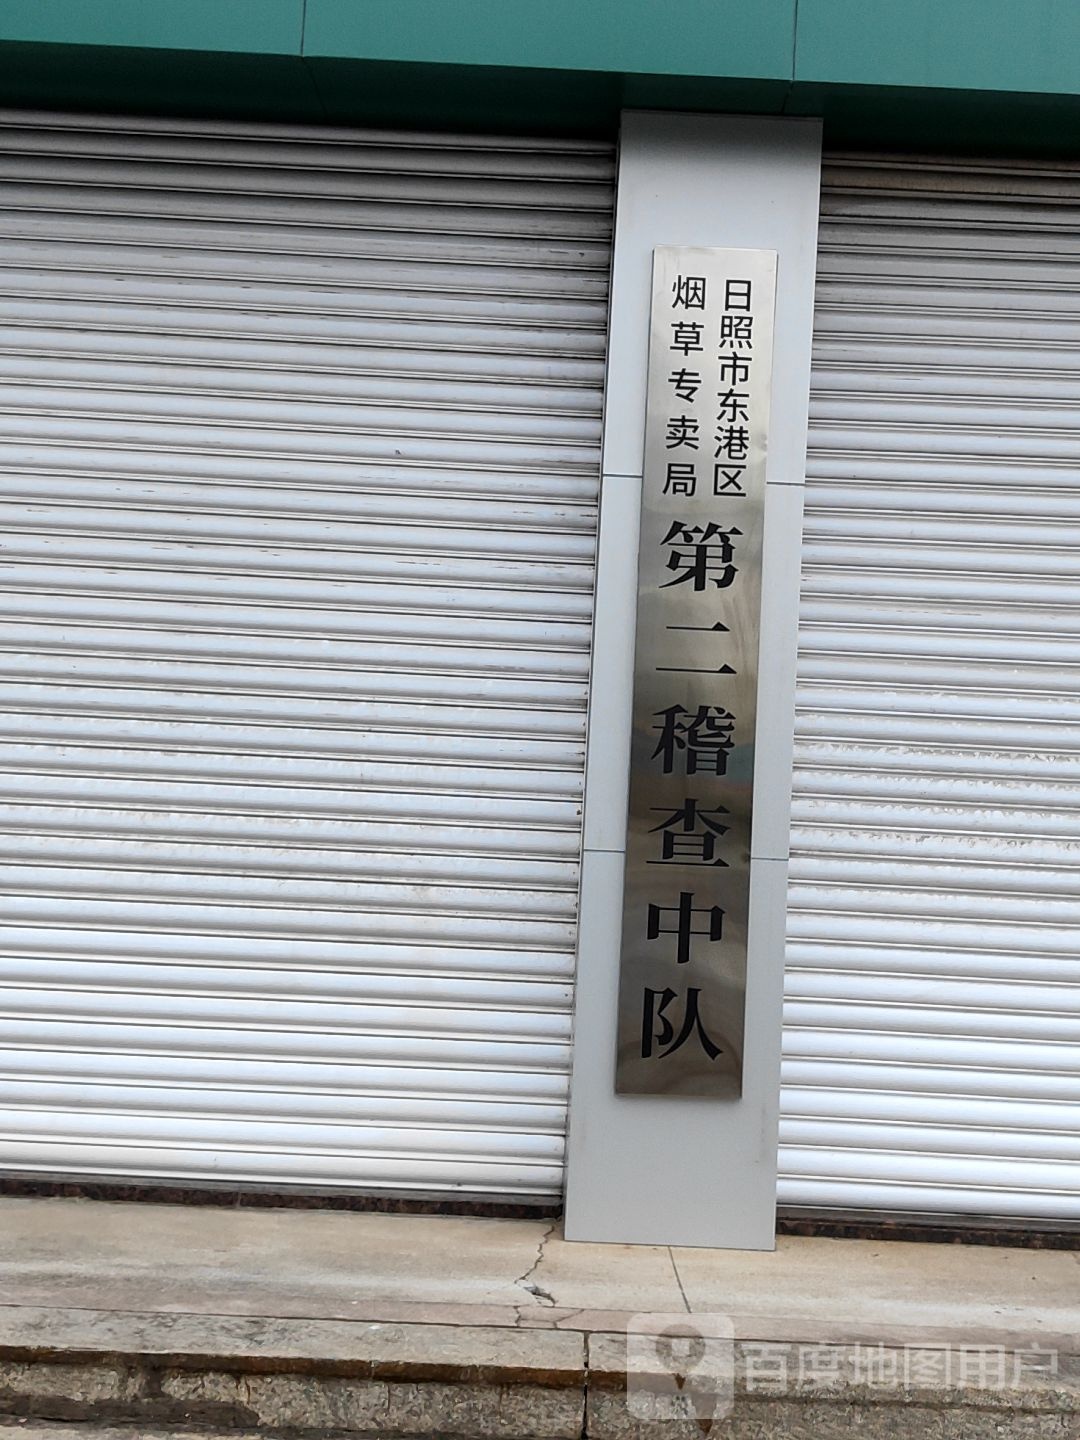 日照市东港区
烟草专卖局
第二稽查中队
百度地图用户